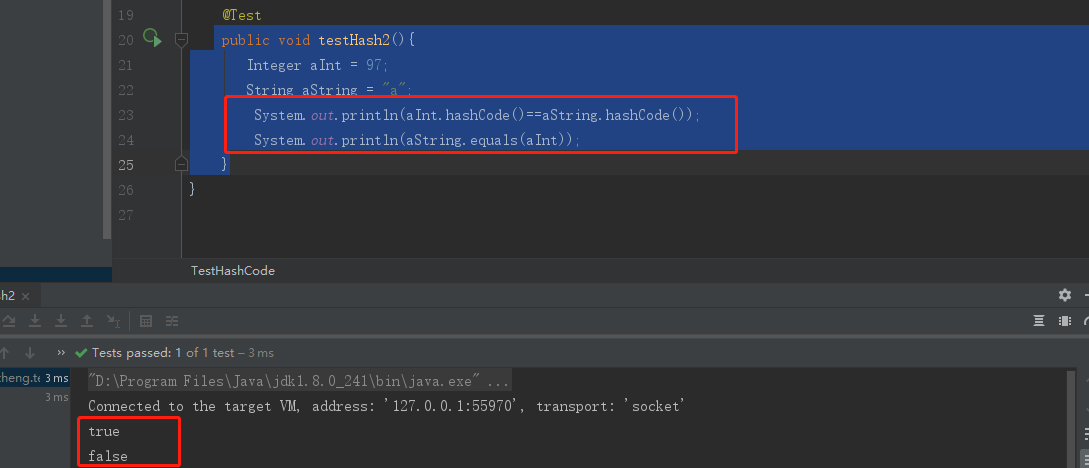 19 @Test
20 public void testHash2(){
21 Integer aInt = 97;
22 String aString = "a";
23 System.out.println(aInt.hashCode()==aString.hashCode());
24 System.out.println(aString.equals(aInt));
25 }
26 }
27
TestHashCode
sh2 ×
» Tests passed: 1 of 1 test – 3 ms
cheng.te 3 ms
"D:\Program Files\Java\jdk1.8.0_241\bin\java.exe" ...
3 ms
Connected to the target VM, address: '127.0.0.1:55970', transport: 'socket'
true
false